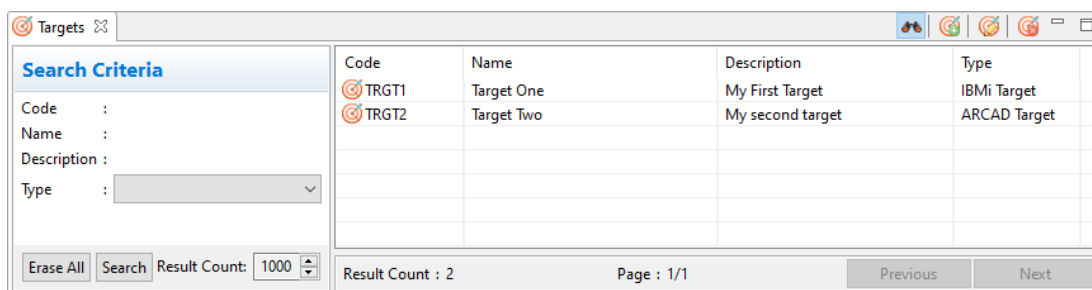 Targets
Search Criteria
Code :
Name :
Description :
Type :
Erase All Search Result Count: 1000
Code Name Description Type
TRGT1 Target One My First Target IBMi Target
TRGT2 Target Two My second target ARCAD Target
Result Count : 2 Page : 1/1 Previous Next